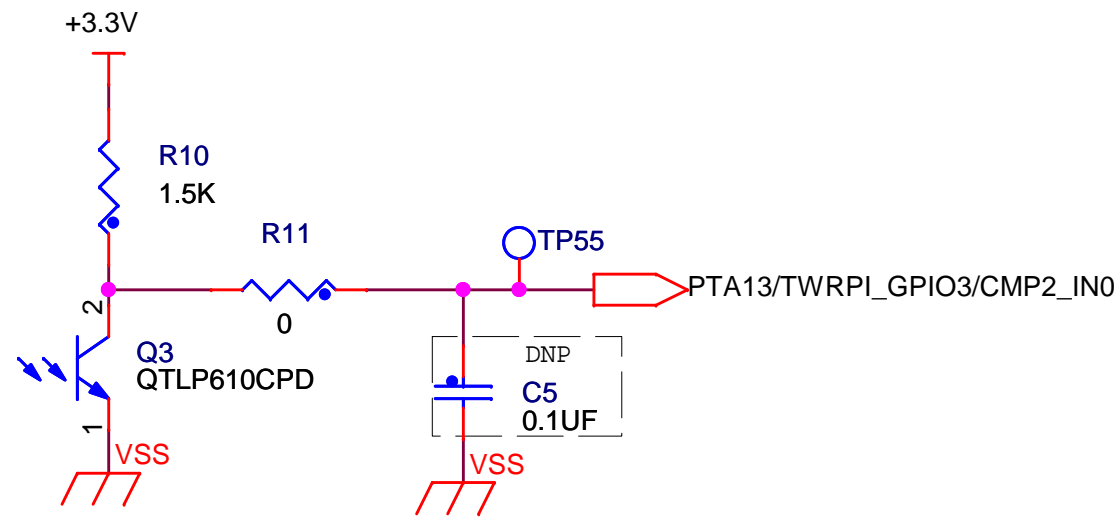 +3.3V
R10
1.5K
R11
0
TP55
PTA13/TWRPI_GPIO3/CMP2_IN0
2
Q3
QTLP610CPD
1
VSS
DNP
C5
0.1UF
VSS